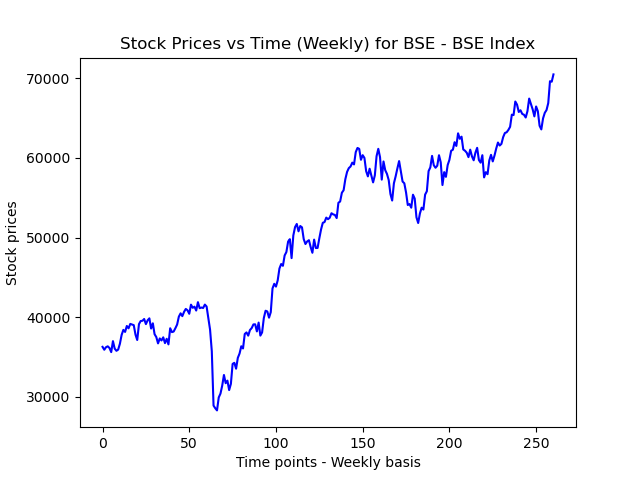 Stock Prices vs Time (Weekly) for BSE - BSE Index
70000
60000
50000
40000
30000
Stock prices
0 50 100 150 200 250
Time points - Weekly basis